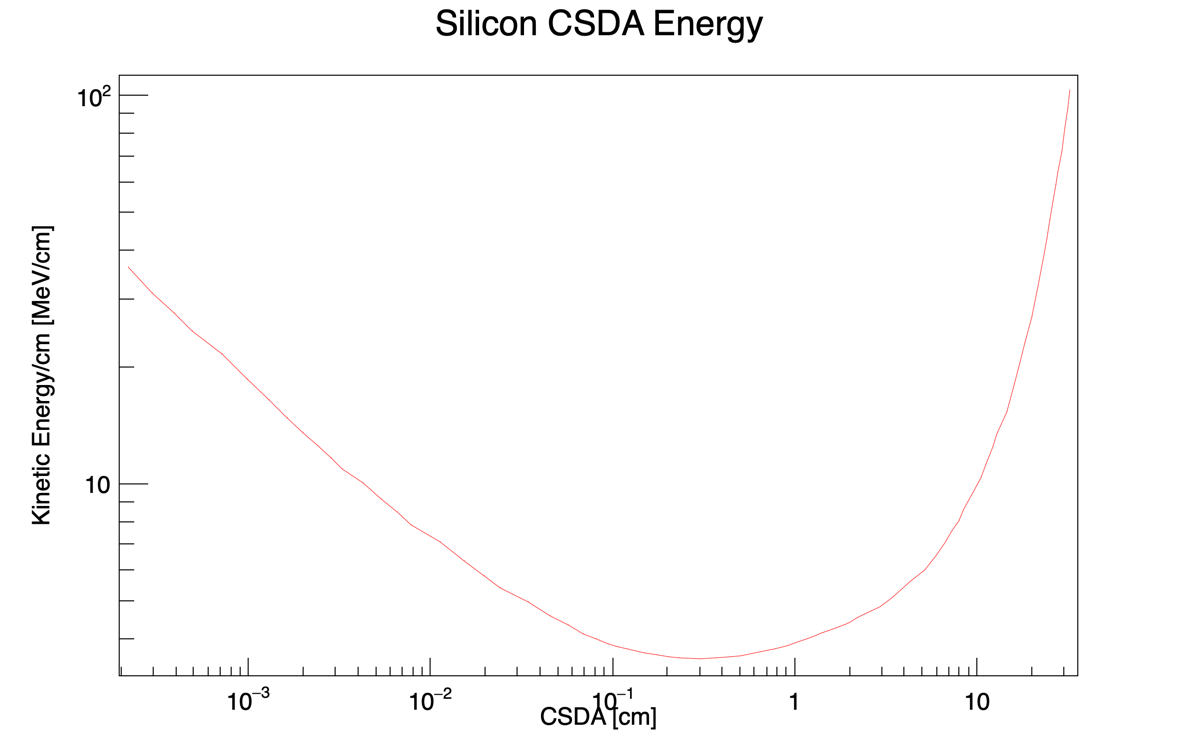 Silicon CSDA Energy
Kinetic Energy/cm [MeV/cm]
10²
10
10⁻³
10⁻²
10⁻¹
1
10
CSDA [cm]